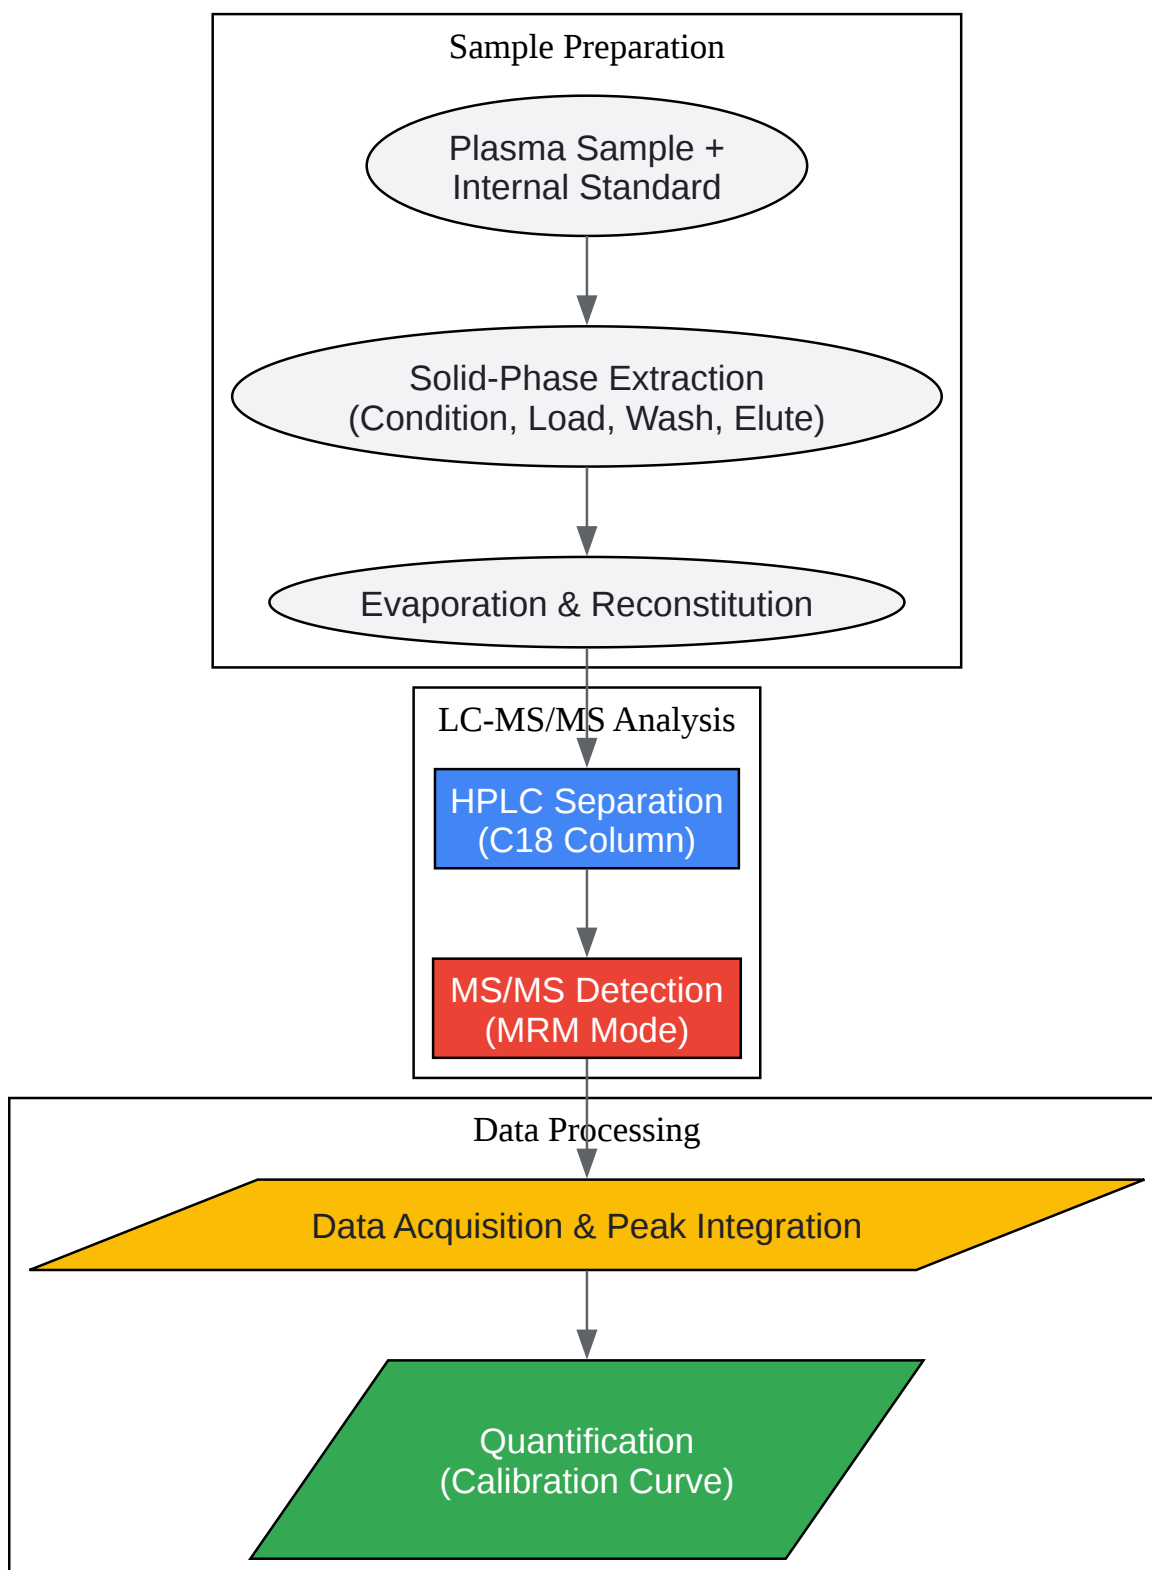 Sample Preparation
Plasma Sample +
Internal Standard
Solid-Phase Extraction
(Condition, Load, Wash, Elute)
Evaporation & Reconstitution
LC-MS/MS Analysis
HPLC Separation
(C18 Column)
MS/MS Detection
(MRM Mode)
Data Processing
Data Acquisition & Peak Integration
Quantification
(Calibration Curve)